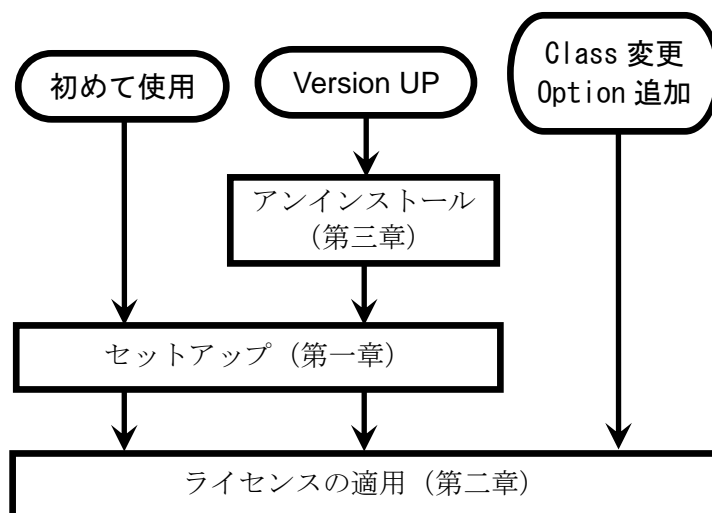 初めて使用
Version UP
Class 変更
Option 追加
アンインストール
（第三章）
セットアップ（第一章）
ライセンスの適用（第二章）